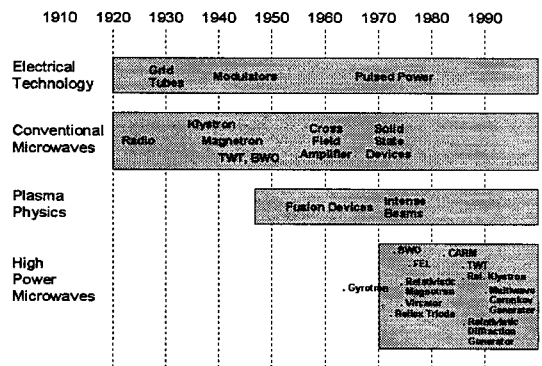 1910 1920 1930 1940 1950 1960 1970 1980 1990
Electrical
Technology
Grid
Tubes
Modulators
Pulsed Power
Conventional
Microwaves
Radio
Klystron
Magnetron
TWT, BWO
Cross
Field
Amplifier
Solid
State
Devices
Plasma
Physics
Fusion Devices
Intense
Beams
High
Power
Microwaves
Gyrotron
BWO
FEL
Relativistic
Magnetron
Vircator
Reflex Triode
CARM
TWT
Rel. Klystron
Multiwave
Cerenkov
Generator
Relativistic
Diffraction
Generator